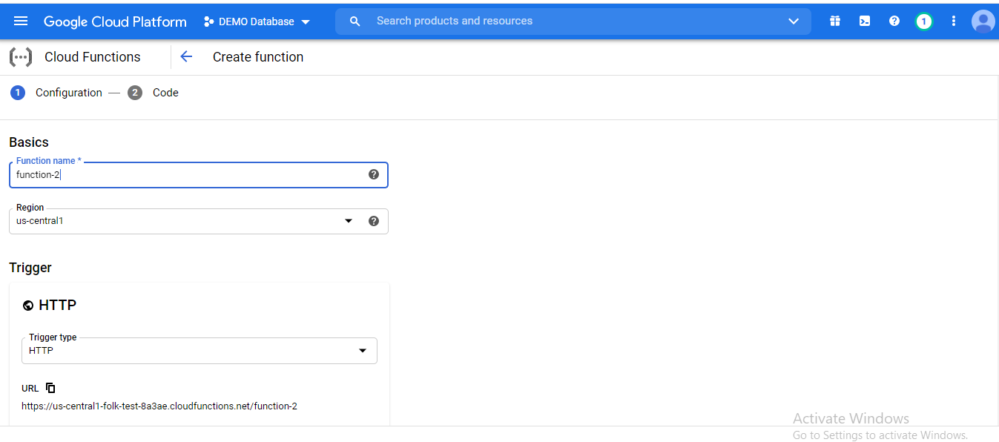 Google Cloud Platform DEMO Database Search products and resources 1
Cloud Functions Create function
1 Configuration 2 Code
Basics
Function name *
function-2
Region
us-central1
Trigger
HTTP
Trigger type
HTTP
URL
https://us-central1-folk-test-8a3ae.cloudfunctions.net/function-2
Activate Windows
Go to Settings to activate Windows.